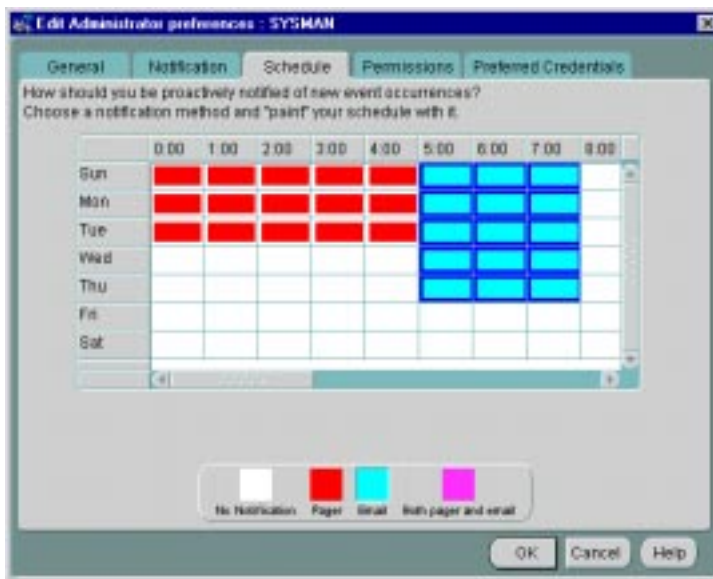 Edit Administrator preferences : SYSMAN
General Notification Schedule Permissions Preferred Credentials
How should you be proactively notified of new event occurrences?
Choose a notification method and "paint" your schedule with it.
0:00 1:00 2:00 3:00 4:00 5:00 6:00 7:00 8:00
Sun
Mon
Tue
Wed
Thu
Fri
Sat
No Notification Pager Email Both pager and email
OK Cancel Help